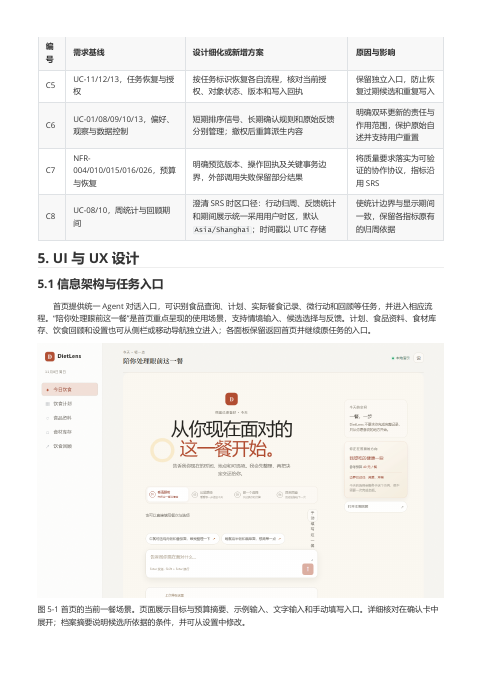 编号 需求基线 设计细化或新增方案 原因与影响
C5 UC-11/12/13，任务恢复与授权 按任务标识恢复各自流程，核对当前授权、对象状态、版本和写入回执 保留独立入口，防止恢复过期候选和重复写入
C6 UC-01/08/09/10/13，偏好、观察与数据控制 短期排序信号、长期确认规则和原始反馈分别管理；撤权后重算派生内容 明确双环更新的责任与作用范围，保护原始自述并支持用户重置
C7 NFR-004/010/015/016/026，预算与恢复 明确预览版本、操作回执及关键事务边界，外部调用失败保留部分结果 将质量要求落实为可验证的协作协议，指标沿用 SRS
C8 UC-08/10，周统计与回顾期间 澄清 SRS 时区口径：行动归周、反馈统计和期间展示统一采用用户时区，默认 Asia/Shanghai；时间戳以 UTC 存储 使统计边界与显示期间一致，保留各指标原有的归周依据
5. UI 与 UX 设计
5.1 信息架构与任务入口
首页提供统一 Agent 对话入口，可识别食品查询、计划、实际餐食记录、微行动和回顾等任务，并进入相应流
程。“陪你处理眼前这一餐”是首页重点呈现的使用场景，支持情境输入、候选选择与反馈。计划、食品资料、食材库
存、饮食回顾和设置也可从侧栏或移动导航独立进入；各面板保留返回首页并继续原任务的入口。
D DietLens
今天 · 吃一点
陪你处理眼前这一餐
今日饮食
饮食计划
食品资料
食材库存
饮食回顾
D
从你现在面对的
这一餐开始。
一餐，一步
图 5-1 首页的当前一餐场景。页面展示目标与预算摘要、示例输入、文字输入和手动填写入口。详细核对在确认卡中
展开；档案摘要说明候选所依据的条件，并可从设置中修改。